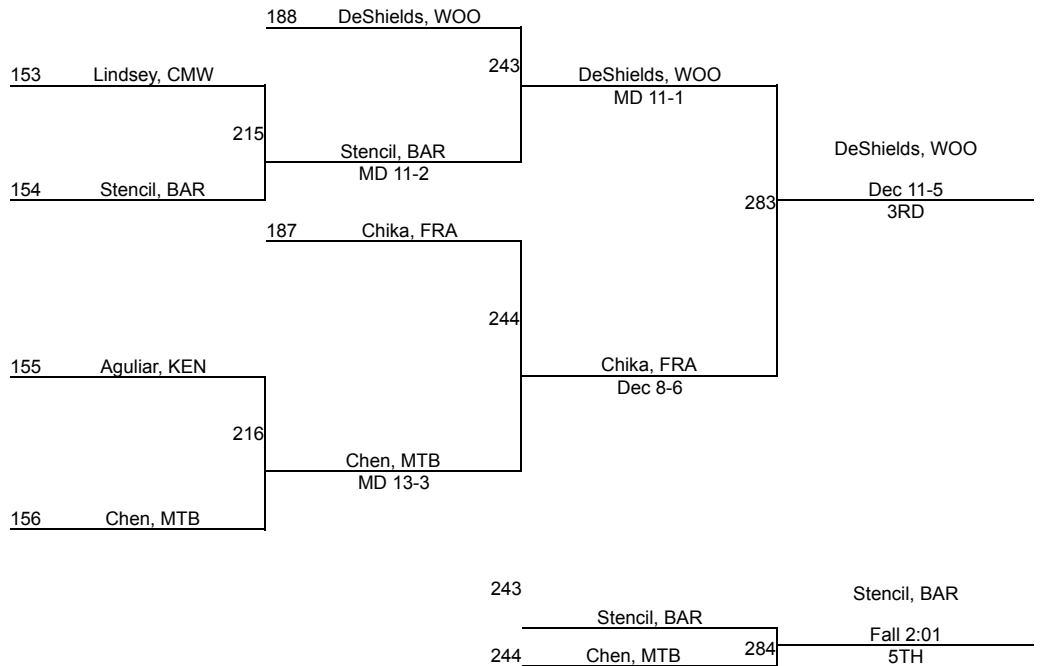 188 DeShields, WOO
153 Lindsey, CMW
243
DeShields, WOO
MD 11-1
215
Stencil, BAR
MD 11-2
DeShields, WOO
154 Stencil, BAR
283
Dec 11-5
3RD
187 Chika, FRA
244
155 Aguliar, KEN
Chika, FRA
Dec 8-6
216
Chen, MTB
MD 13-3
156 Chen, MTB
243
Stencil, BAR
Stencil, BAR
284
Fall 2:01
244 Chen, MTB
5TH